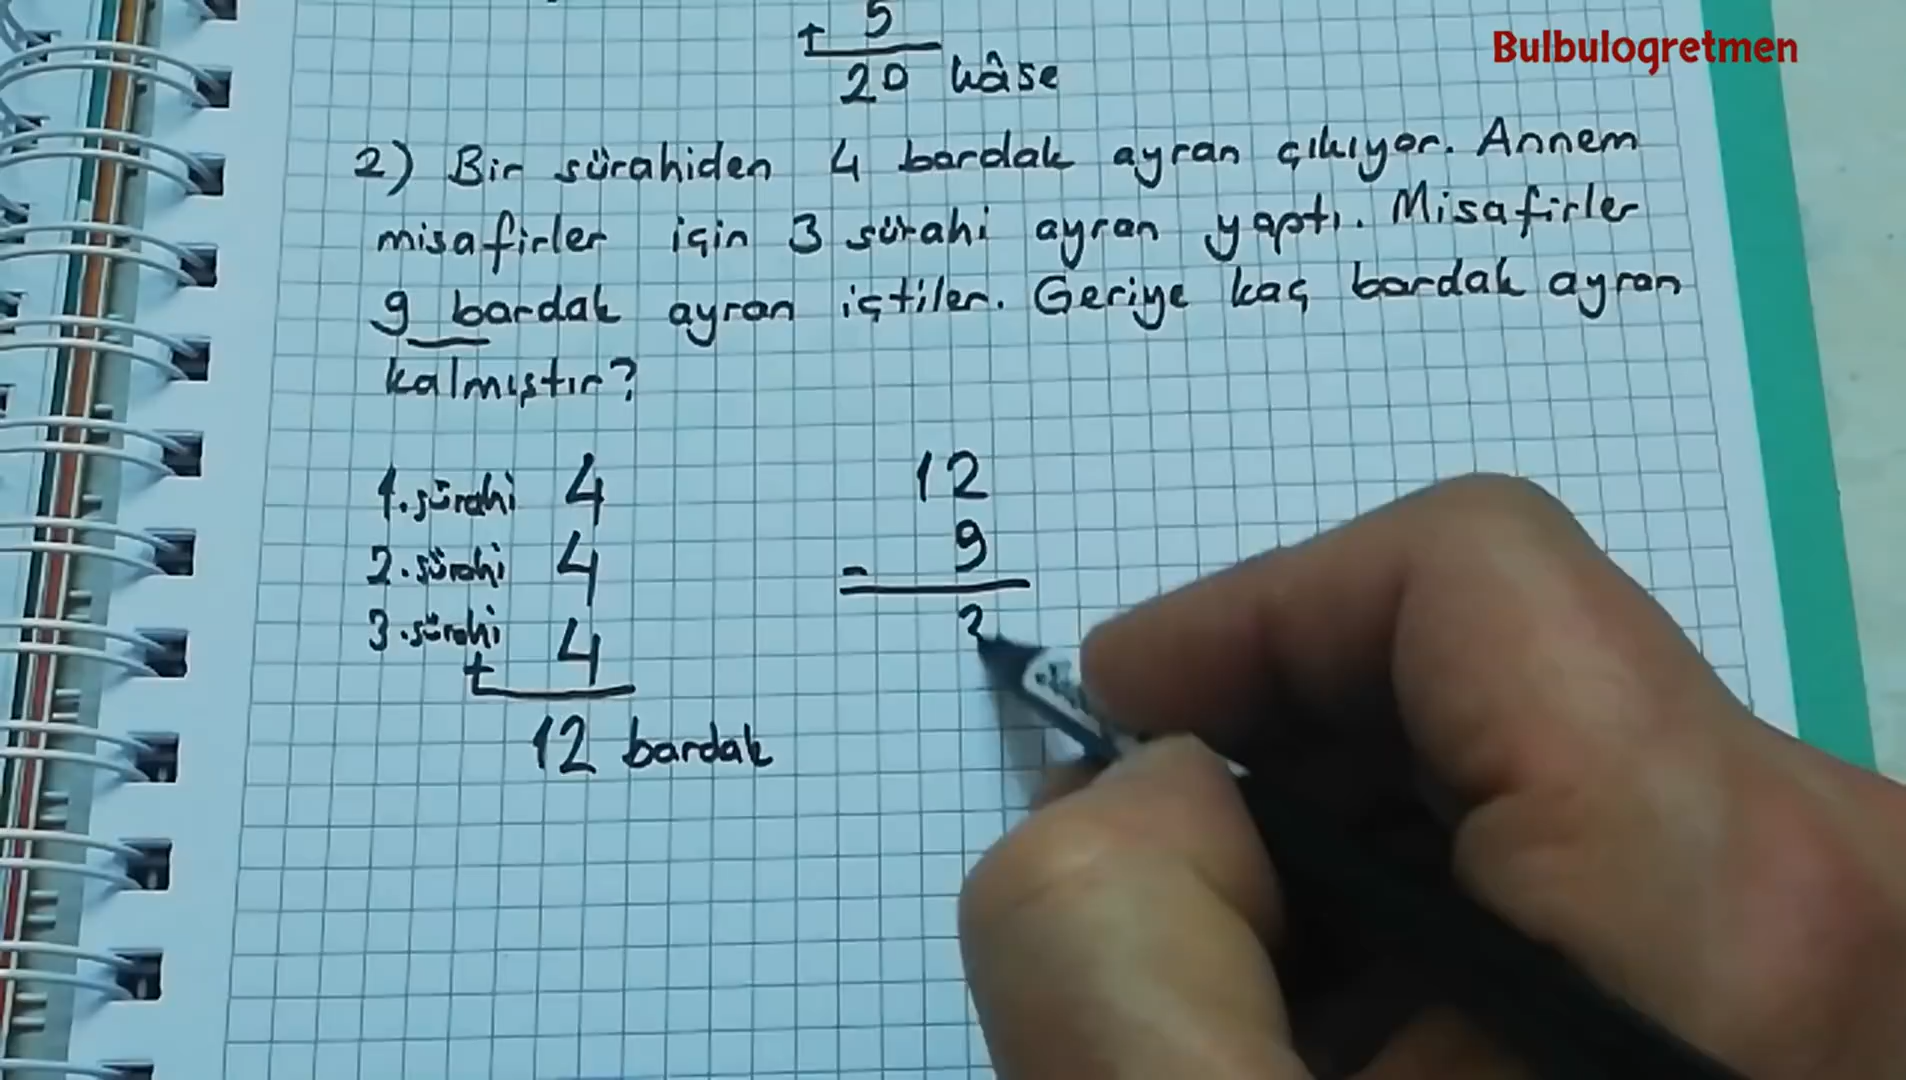 + 5
Bulbulogretmen
20 kâse
2) Bir sürahiden 4 bardak ayran çıkıyor. Annem
misafirler için 3 sürahi ayran yaptı. Misafirler
9 bardak ayran içtiler. Geriye kaç bardak ayran
kalmıştır?
1. sürahi 4
2. sürahi 4
3. sürahi 4
+
12 bardak
12
9
-
3